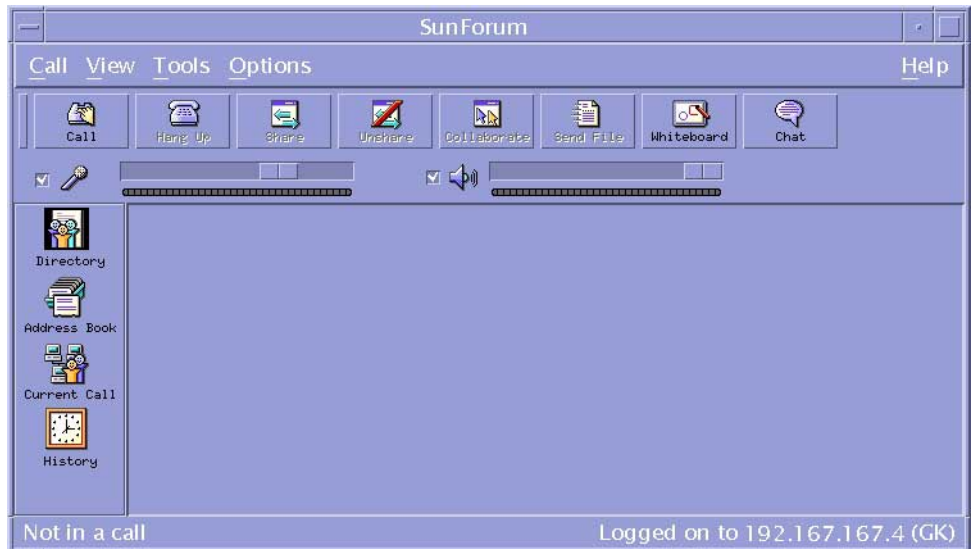 SunForum
Call View Tools Options Help
Call Hang Up Share Unshare Collaborate Send File Whiteboard Chat
Directory
Address Book
Current Call
History
Not in a call Logged on to 192.167.167.4 (GK)